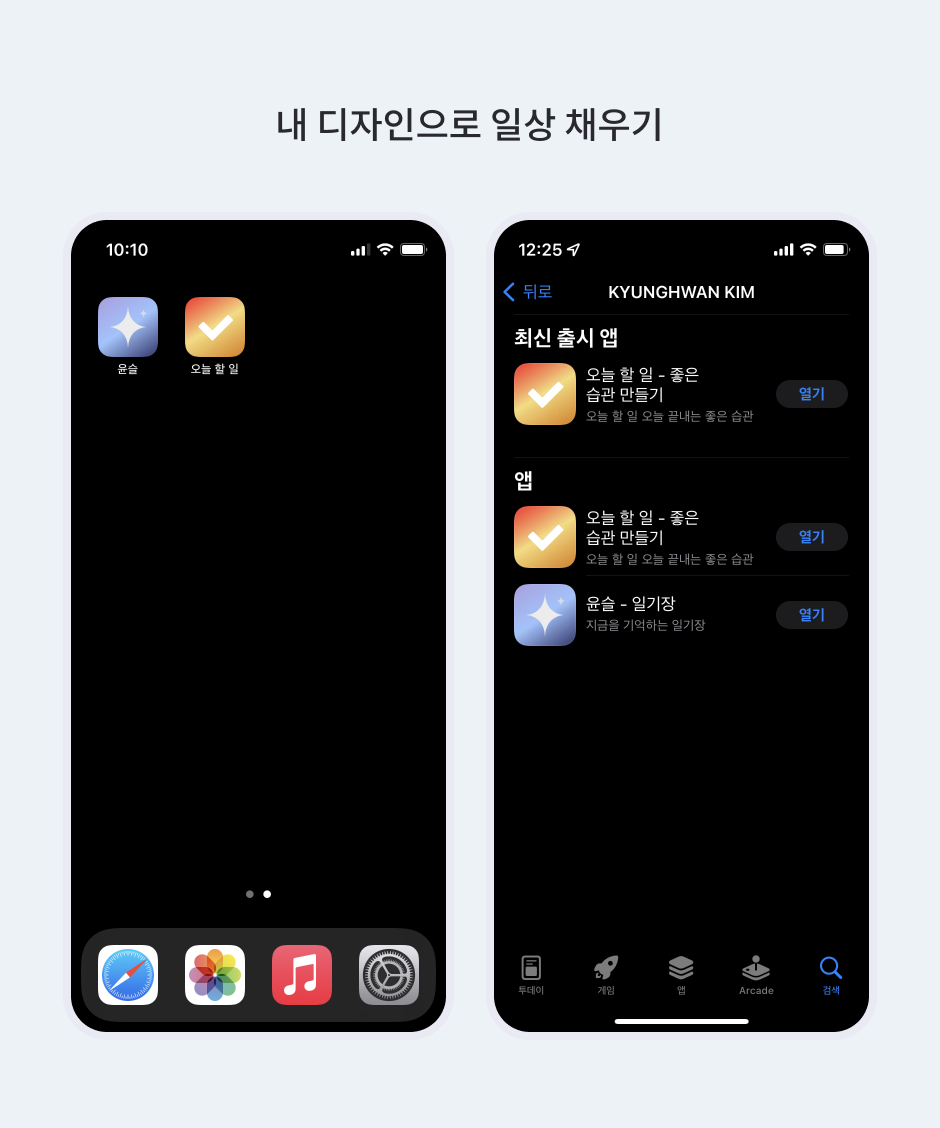 내 디자인으로 일상 채우기
10:10
윤슬
오늘 할 일
12:25
뒤로
KYUNGHWAN KIM
최신 출시 앱
오늘 할 일 - 좋은
습관 만들기
오늘 할 일 오늘 끝내는 좋은 습관
열기
앱
오늘 할 일 - 좋은
습관 만들기
오늘 할 일 오늘 끝내는 좋은 습관
열기
윤슬 - 일기장
지금을 기억하는 일기장
열기
투데이
게임
앱
Arcade
검색